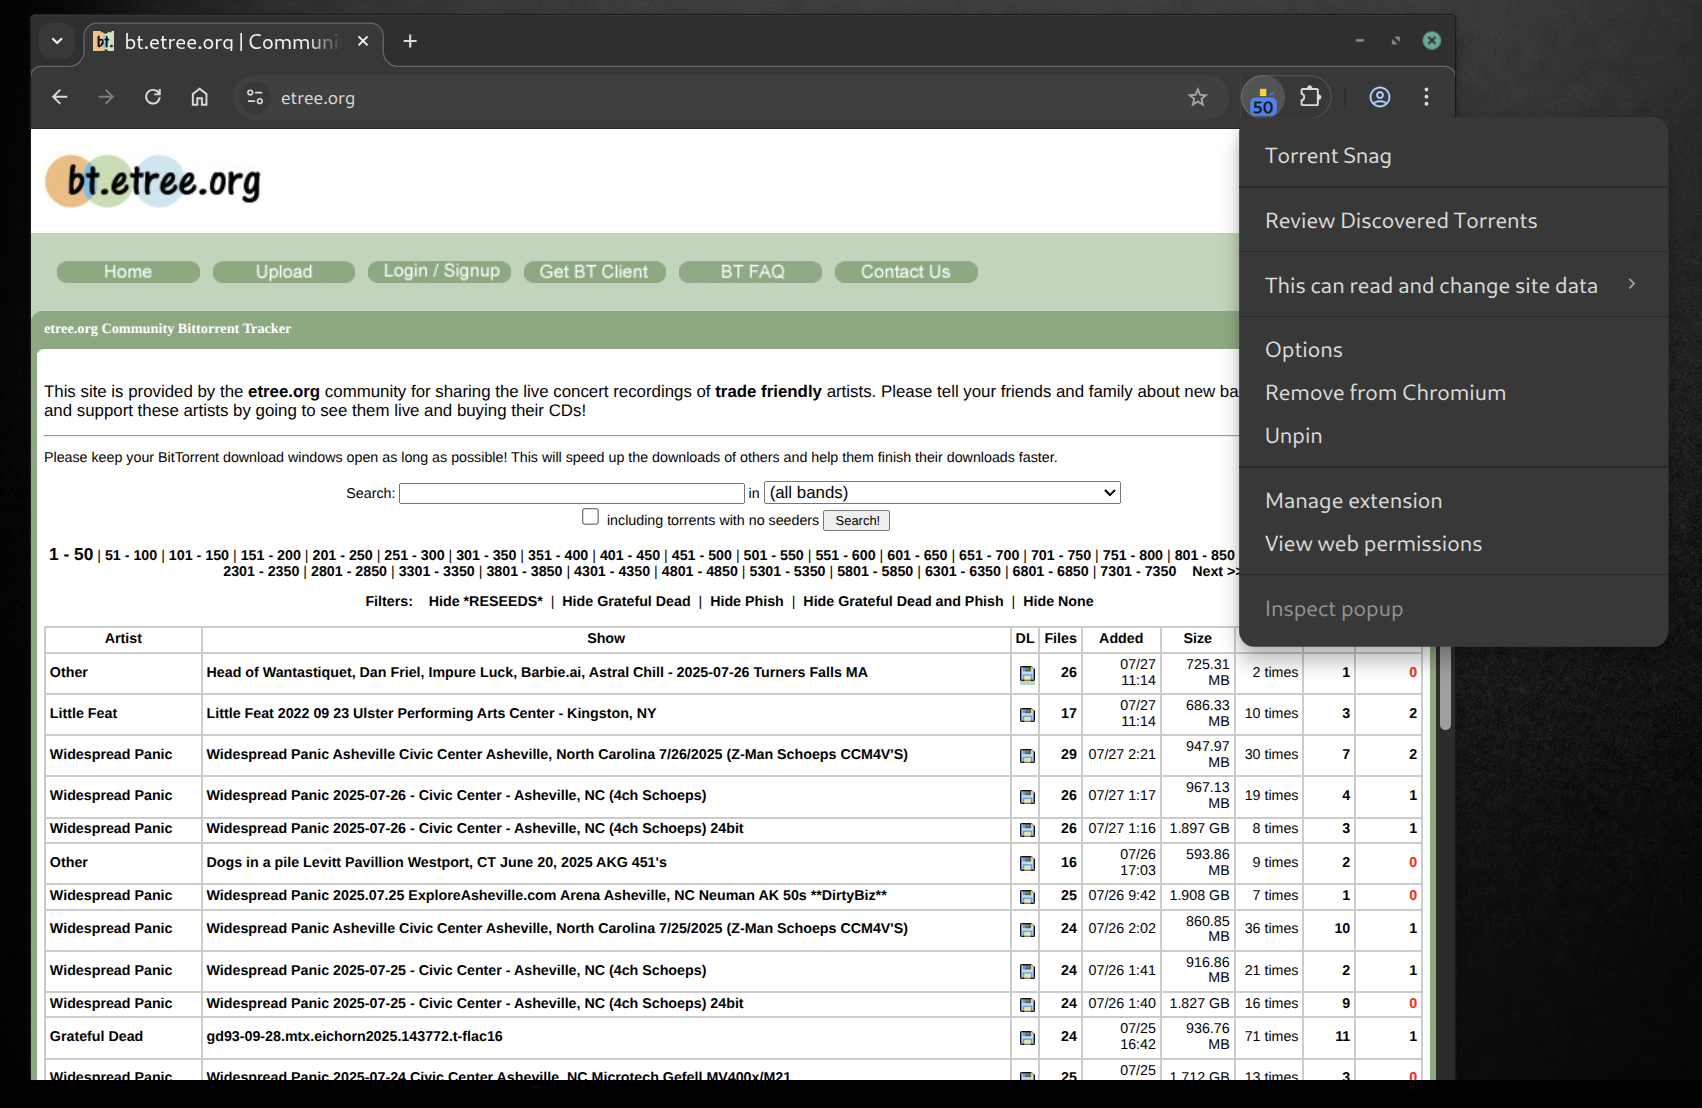 bt.etree.org | Communi
etree.org
50
Torrent Snag
Review Discovered Torrents
This can read and change site data
Options
Remove from Chromium
Unpin
Manage extension
View web permissions
Inspect popup
bt.etree.org
Home Upload Login / Signup Get BT Client BT FAQ Contact Us
etree.org Community Bittorrent Tracker
This site is provided by the etree.org community for sharing the live concert recordings of trade friendly artists. Please tell your friends and family about new ba
and support these artists by going to see them live and buying their CDs!
Please keep your BitTorrent download windows open as long as possible! This will speed up the downloads of others and help them finish their downloads faster.
Search: in (all bands)
including torrents with no seeders Search!
1 - 50 | 51 - 100 | 101 - 150 | 151 - 200 | 201 - 250 | 251 - 300 | 301 - 350 | 351 - 400 | 401 - 450 | 451 - 500 | 501 - 550 | 551 - 600 | 601 - 650 | 651 - 700 | 701 - 750 | 751 - 800 | 801 - 850
2301 - 2350 | 2801 - 2850 | 3301 - 3350 | 3801 - 3850 | 4301 - 4350 | 4801 - 4850 | 5301 - 5350 | 5801 - 5850 | 6301 - 6350 | 6801 - 6850 | 7301 - 7350 Next >>
Filters: Hide *RESEEDS* | Hide Grateful Dead | Hide Phish | Hide Grateful Dead and Phish | Hide None
Artist Show DL Files Added Size
Other Head of Wantastiquet, Dan Friel, Impure Luck, Barbie.ai, Astral Chill - 2025-07-26 Turners Falls MA 26 07/27 11:14 725.31 MB 2 times 1 0
Little Feat Little Feat 2022 09 23 Ulster Performing Arts Center - Kingston, NY 17 07/27 11:14 686.33 MB 10 times 3 2
Widespread Panic Widespread Panic Asheville Civic Center Asheville, North Carolina 7/26/2025 (Z-Man Schoeps CCM4V'S) 29 07/27 2:21 947.97 MB 30 times 7 2
Widespread Panic Widespread Panic 2025-07-26 - Civic Center - Asheville, NC (4ch Schoeps) 26 07/27 1:17 967.13 MB 19 times 4 1
Widespread Panic Widespread Panic 2025-07-26 - Civic Center - Asheville, NC (4ch Schoeps) 24bit 26 07/27 1:16 1.897 GB 8 times 3 1
Other Dogs in a pile Levitt Pavillion Westport, CT June 20, 2025 AKG 451's 16 07/26 17:03 593.86 MB 9 times 2 0
Widespread Panic Widespread Panic 2025.07.25 ExploreAsheville.com Arena Asheville, NC Neuman AK 50s **DirtyBiz** 25 07/26 9:42 1.908 GB 7 times 1 0
Widespread Panic Widespread Panic Asheville Civic Center Asheville, North Carolina 7/25/2025 (Z-Man Schoeps CCM4V'S) 24 07/26 2:02 860.85 MB 36 times 10 1
Widespread Panic Widespread Panic 2025-07-25 - Civic Center - Asheville, NC (4ch Schoeps) 24 07/26 1:41 916.86 MB 21 times 2 1
Widespread Panic Widespread Panic 2025-07-25 - Civic Center - Asheville, NC (4ch Schoeps) 24bit 24 07/26 1:40 1.827 GB 16 times 9 0
Grateful Dead gd93-09-28.mtx.eichorn2025.143772.t-flac16 24 07/25 16:42 936.76 MB 71 times 11 1
Widespread Panic Widespread Panic 2025-07-24 Civic Center Asheville, NC Microtech Gefell MV400x/M21 25 07/25 1.712 GB 13 times 3 0